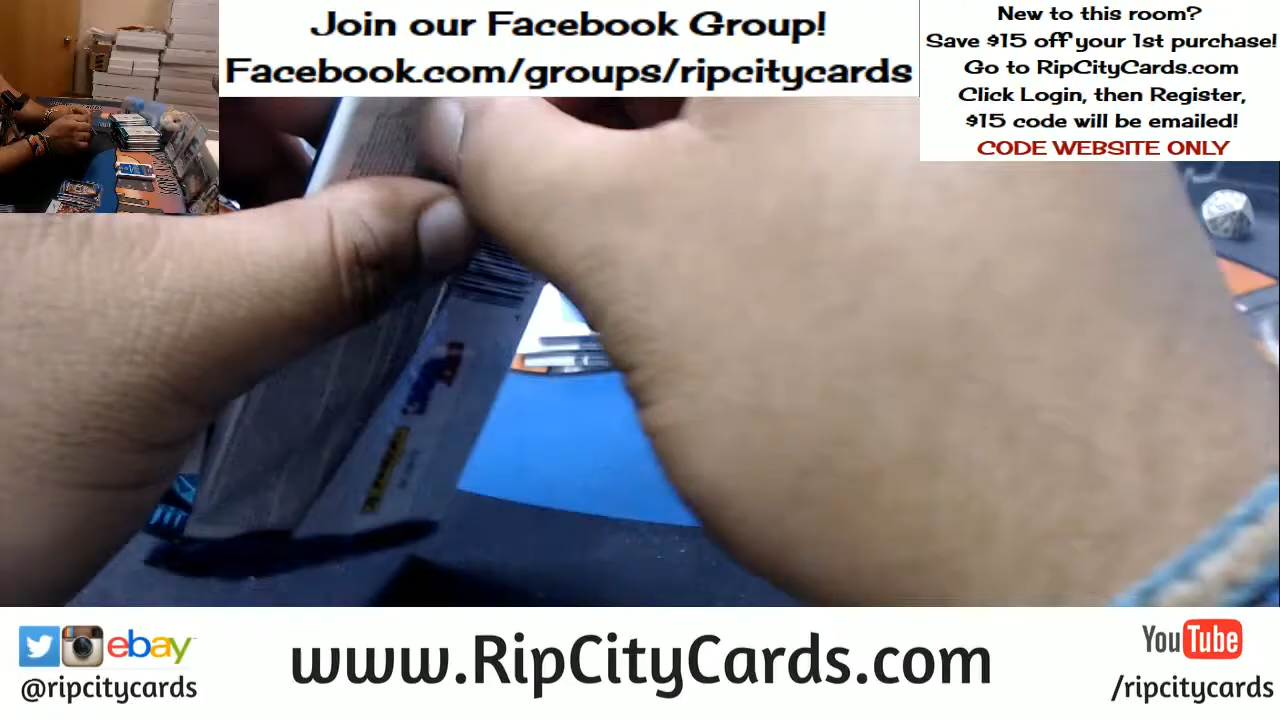 Join our Facebook Group!
Facebook.com/groups/ripcitycards
New to this room?
Save $15 off your 1st purchase!
Go to RipCityCards.com
Click Login, then Register,
$15 code will be emailed!
CODE WEBSITE ONLY
ebay
@ripcitycards
www.RipCityCards.com
YouTube
/ripcitycards